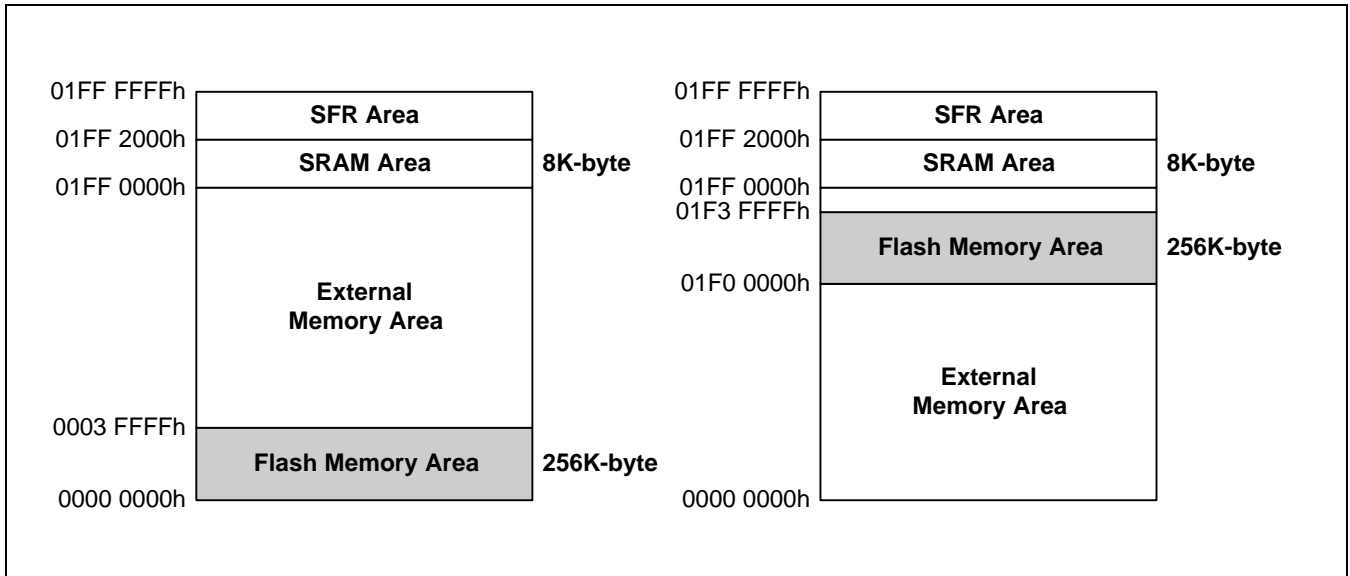 01FF FFFFh
SFR Area
01FF 2000h
SRAM Area
8K-byte
01FF 0000h
External
Memory Area
0003 FFFFh
Flash Memory Area
256K-byte
0000 0000h
01FF FFFFh
SFR Area
01FF 2000h
SRAM Area
8K-byte
01FF 0000h
01F3 FFFFh
Flash Memory Area
256K-byte
01F0 0000h
External
Memory Area
0000 0000h